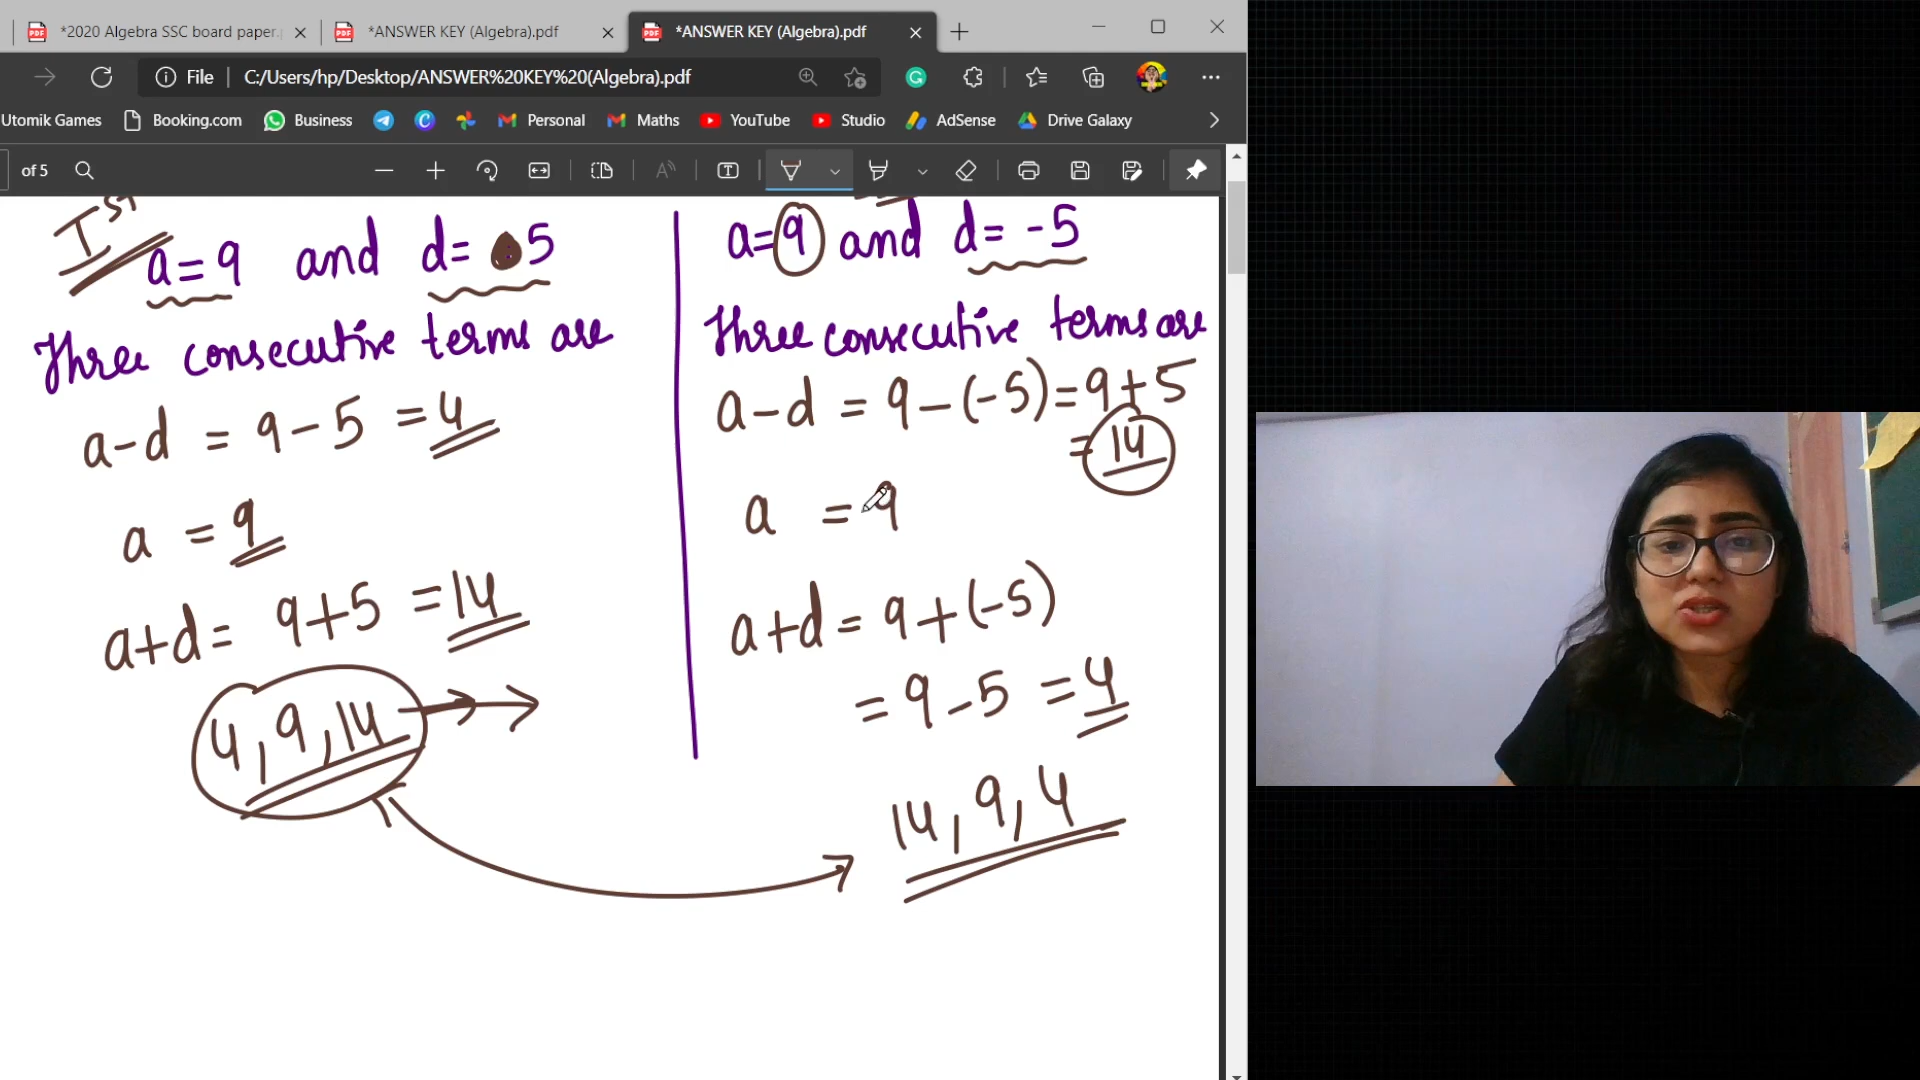 *2020 Algebra SSC board paper.p
*ANSWER KEY (Algebra).pdf
*ANSWER KEY (Algebra).pdf
File | C:/Users/hp/Desktop/ANSWER%20KEY%20(Algebra).pdf
Utomik Games Booking.com Business Personal Maths YouTube Studio AdSense Drive Galaxy
of 5
Ist
a=9 and d= 5
Three consecutive terms are
a-d = 9-5 =4
a = 9
a+d= 9+5 =14
4,9,14
a=9 and d= -5
Three consecutive terms are
a-d = 9-(-5)=9+5
=14
a =9
a+d= 9+(-5)
= 9-5 =4
14,9,4